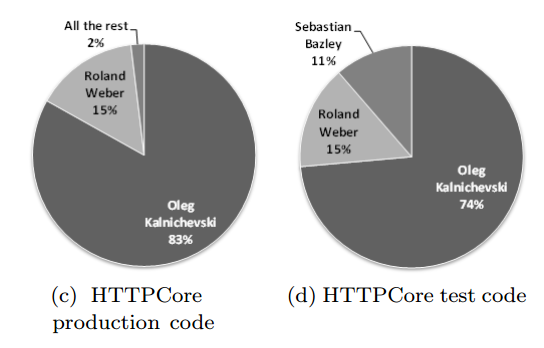 All the rest
2%
Roland
Weber
15%
Oleg
Kalnichevski
83%
(c) HTTPCore
production code
Sebastian
Bazley
11%
Roland
Weber
15%
Oleg
Kalnichevski
74%
(d) HTTPCore test code